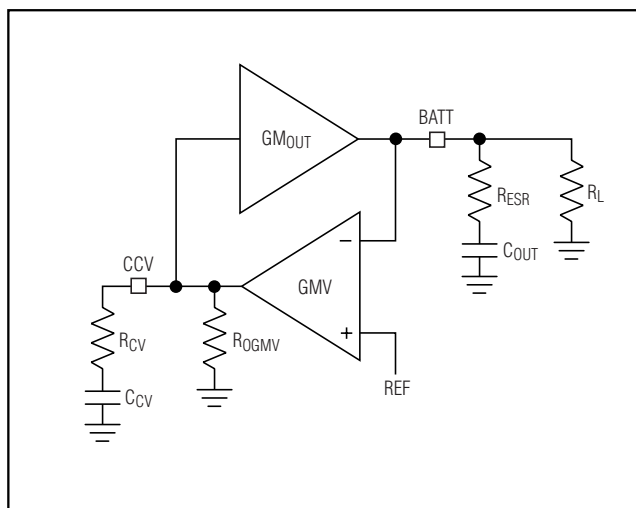 BATT
GMOUT
RESR
RL
COUT
CCV
GMV
−
+
RCV
ROGMV
CCV
REF